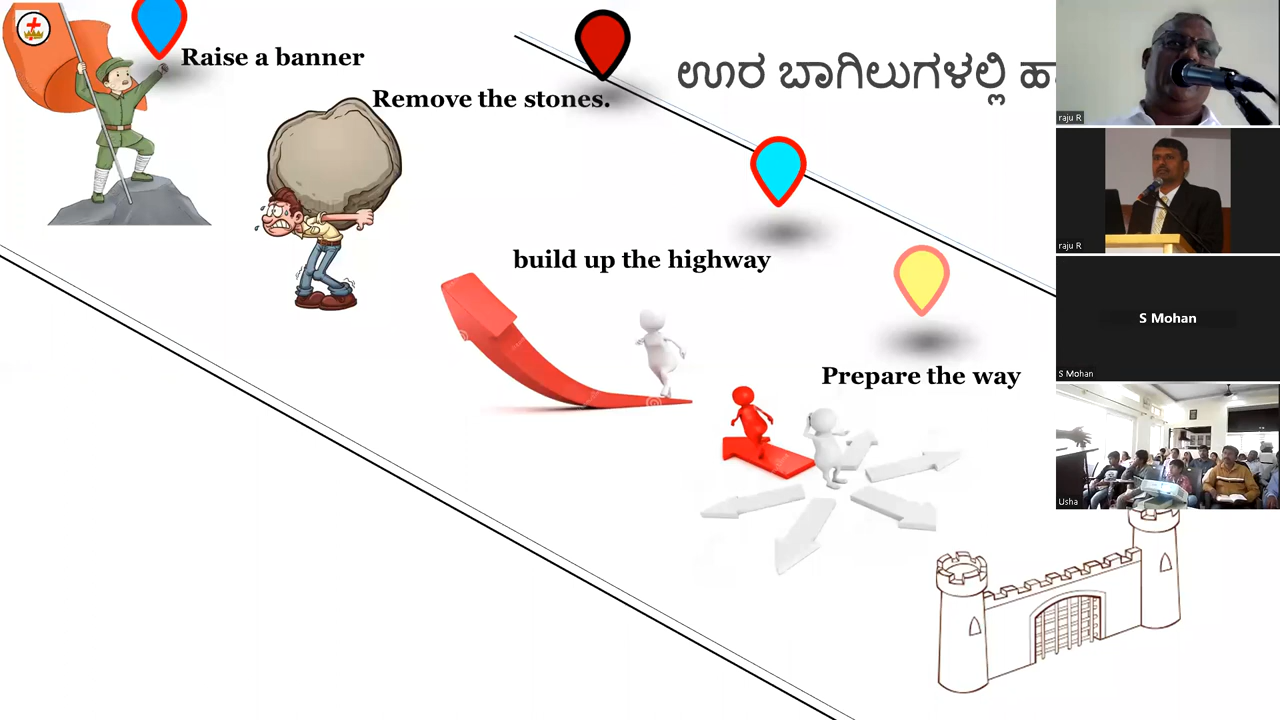 Raise a banner
Remove the stones.
ಊರ ಬಾಗಿಲುಗಳಲ್ಲಿ
build up the highway
Prepare the way
raju R
raju R
S Mohan
S Mohan
Usha